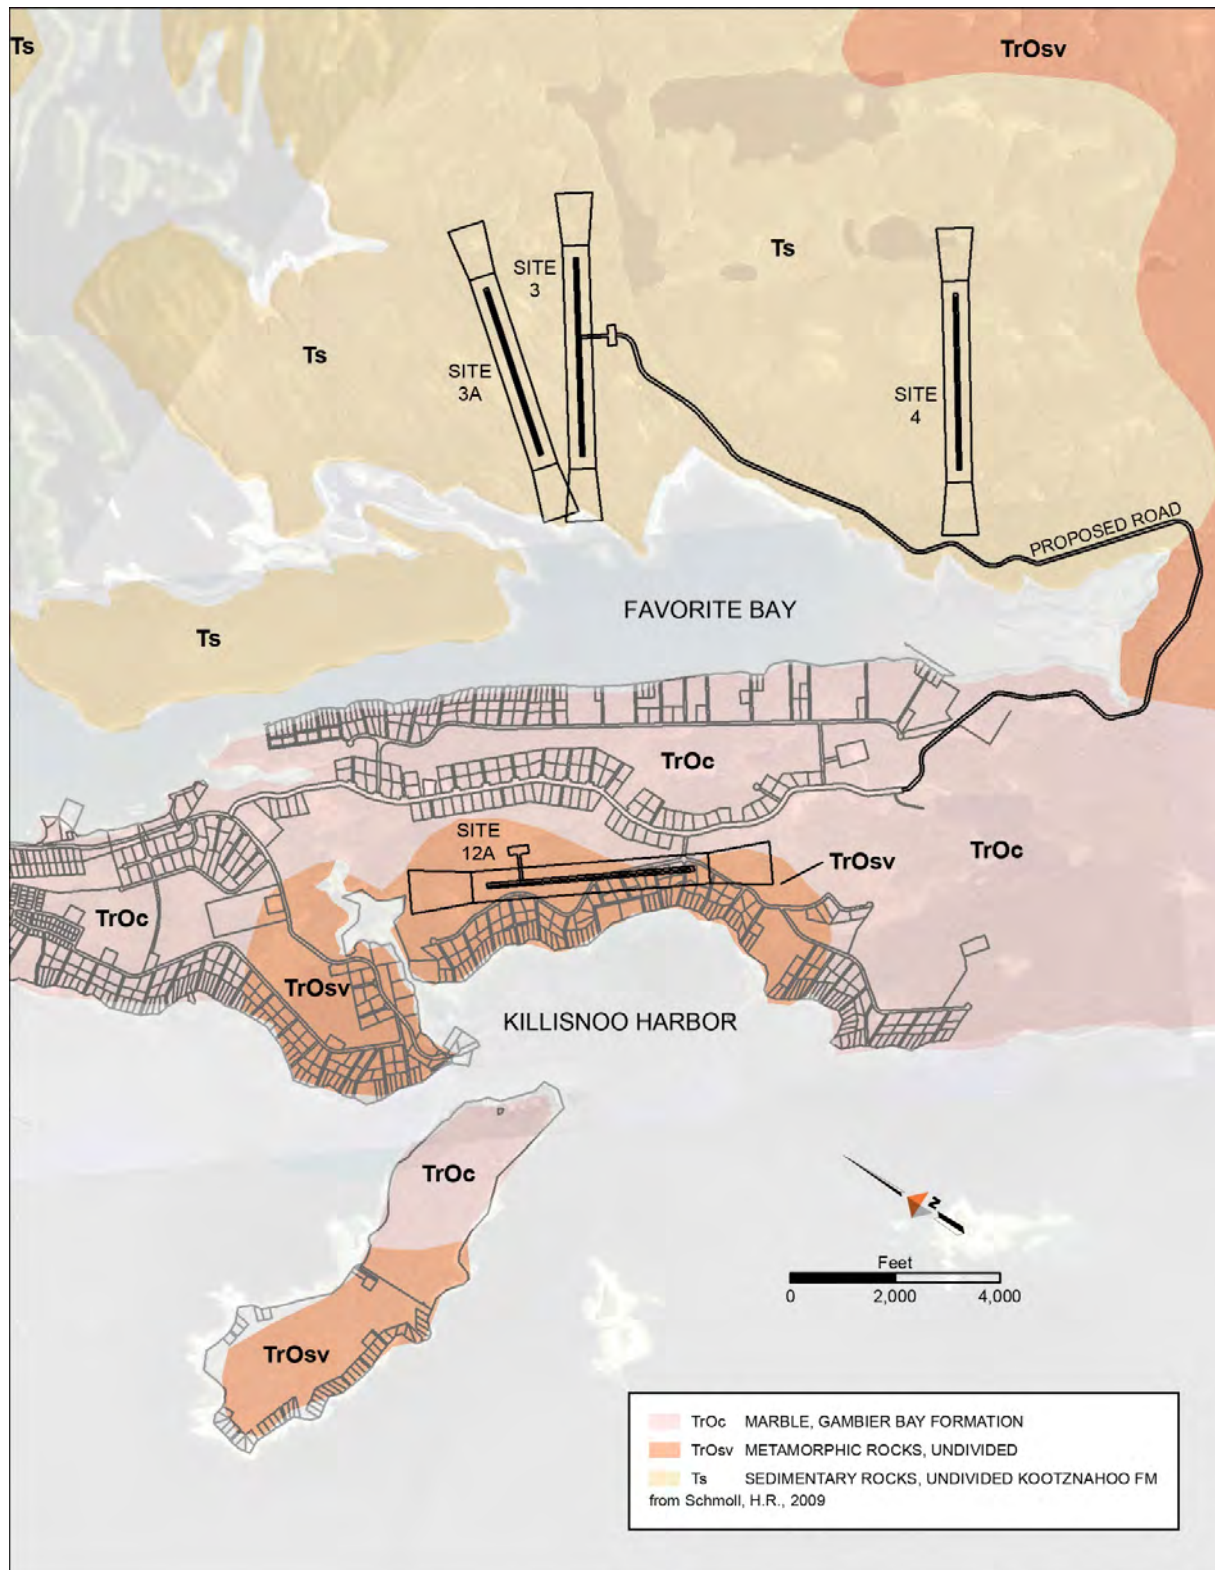 Ts
TrOsv
SITE
3
Ts
Ts
SITE
3A
SITE
4
PROPOSED ROAD
FAVORITE BAY
Ts
TrOc
SITE
12A
TrOsv
TrOc
TrOc
TrOsv
KILLISNOO HARBOR
TrOc
N
Feet
0 2,000 4,000
TrOsv
TrOc MARBLE, GAMBIER BAY FORMATION
TrOsv METAMORPHIC ROCKS, UNDIVIDED
Ts SEDIMENTARY ROCKS, UNDIVIDED KOOTZNAHOO FM
from Schmoll, H.R., 2009